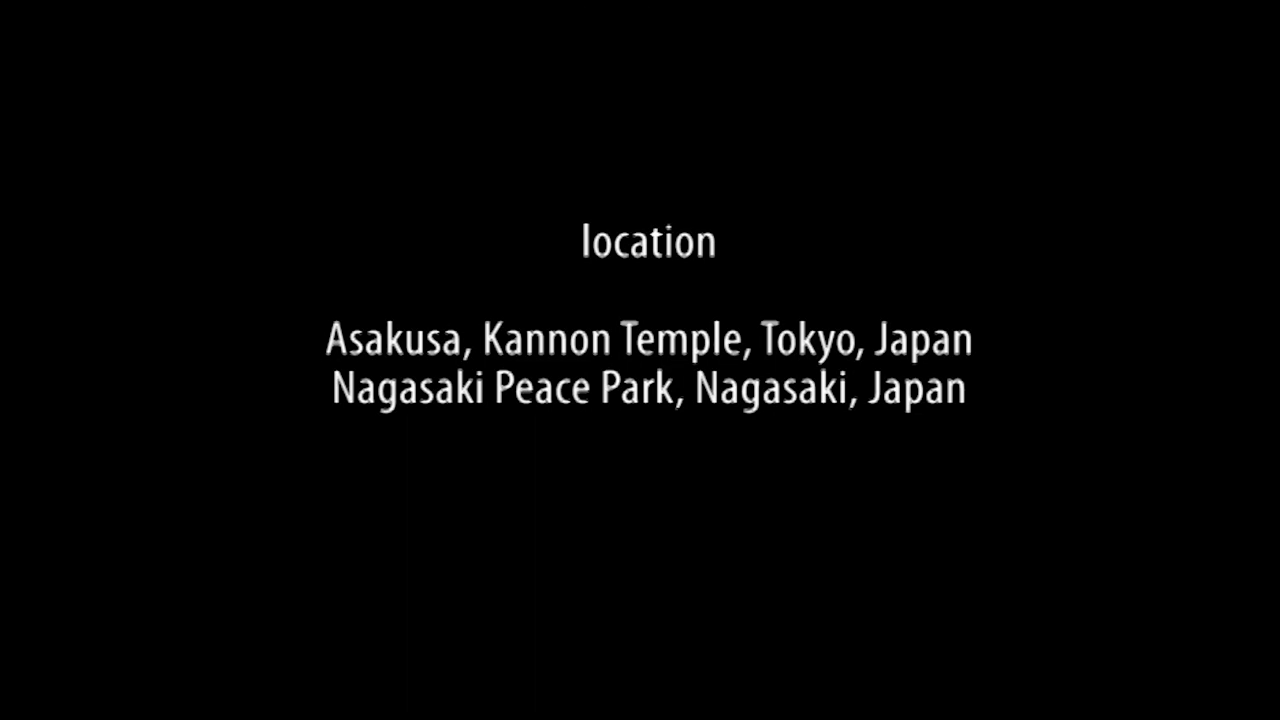 location
Asakusa, Kannon Temple, Tokyo, Japan
Nagasaki Peace Park, Nagasaki, Japan